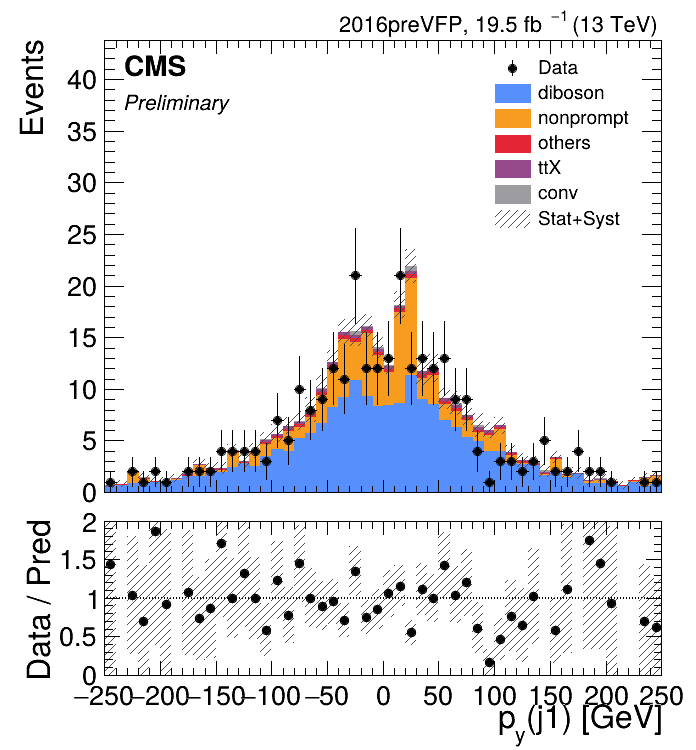 2016preVFP, 19.5 fb⁻¹ (13 TeV)
Events
CMS
Preliminary
Data
diboson
nonprompt
others
ttX
conv
Stat+Syst
40
35
30
25
20
15
10
5
0
Data / Pred
2
1.5
1
0.5
0
−250 −200 −150 −100 −50 0 50 100 150 200 250
p_y(j1) [GeV]